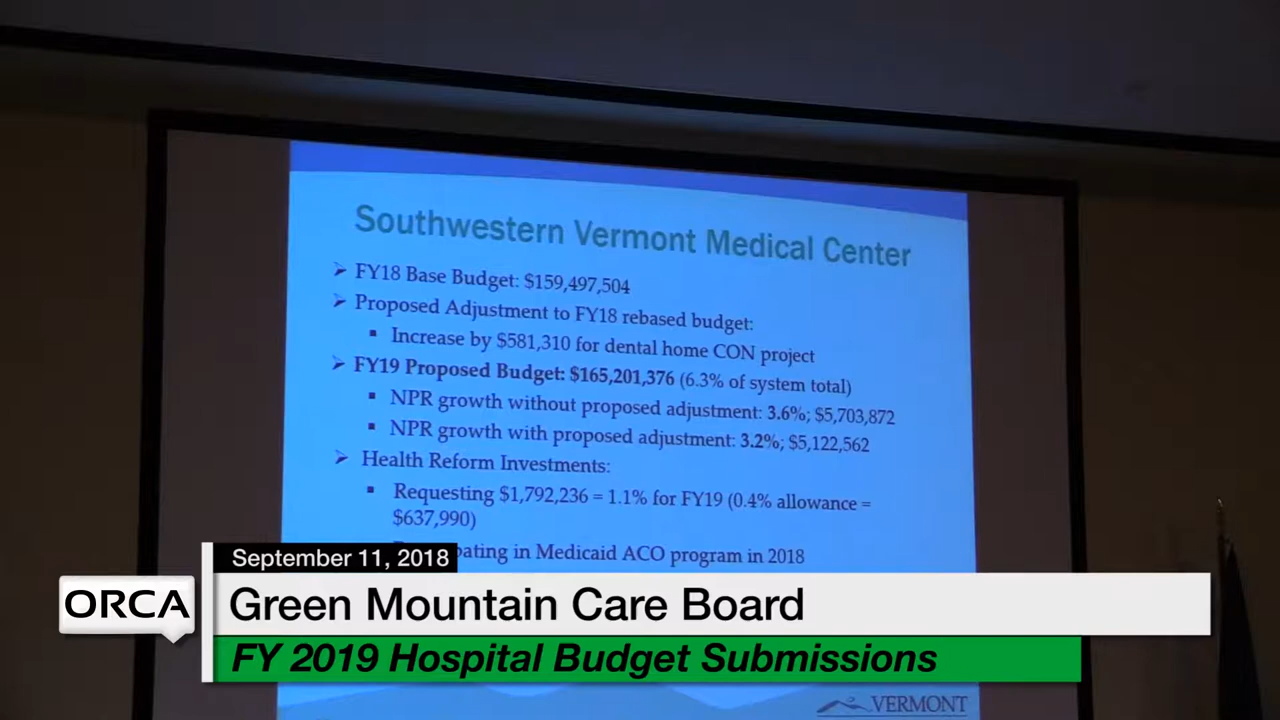 Southwestern Vermont Medical Center
➢ FY18 Base Budget: $159,497,504
➢ Proposed Adjustment to FY18 rebased budget:
▪ Increase by $581,310 for dental home CON project
➢ FY19 Proposed Budget: $165,201,376 (6.3% of system total)
▪ NPR growth without proposed adjustment: 3.6%; $5,703,872
▪ NPR growth with proposed adjustment: 3.2%; $5,122,562
➢ Health Reform Investments:
▪ Requesting $1,792,236 = 1.1% for FY19 (0.4% allowance =
$637,990)
in Medicaid ACO program in 2018
September 11, 2018
ORCA
Green Mountain Care Board
FY 2019 Hospital Budget Submissions
VERMONT